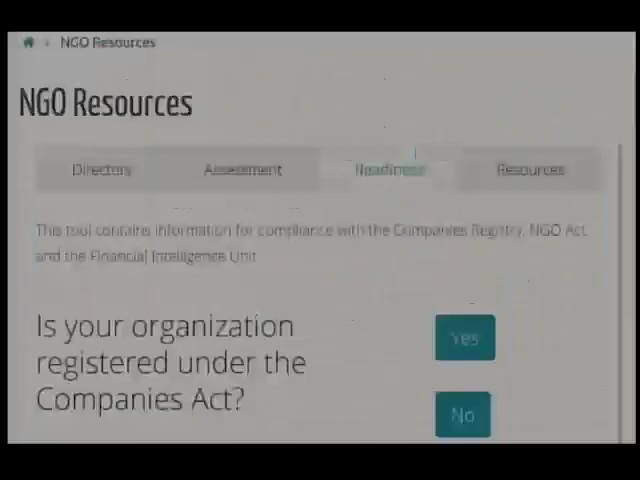 NGO Resources
NGO Resources
Directory Assessment Readiness Resources
This tool contains information for compliance with the Companies Registry, NGO Act,
and the Financial Intelligence Unit
Is your organization
registered under the
Companies Act?
Yes
No